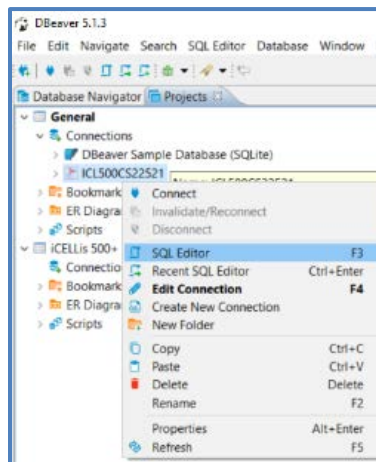 DBeaver 5.1.3
File Edit Navigate Search SQL Editor Database Window
Database Navigator Projects
General
Connections
DBeaver Sample Database (SQLite)
ICL500CS22521
Bookmark Connect
ER Diagra Invalidate/Reconnect
Scripts Disconnect
iCELLis 500+ SQL Editor F3
Connectio Recent SQL Editor Ctrl+Enter
Bookmark Edit Connection F4
ER Diagra Create New Connection
Scripts New Folder
Copy Ctrl+C
Paste Ctrl+V
Delete Delete
Rename F2
Properties Alt+Enter
Refresh F5